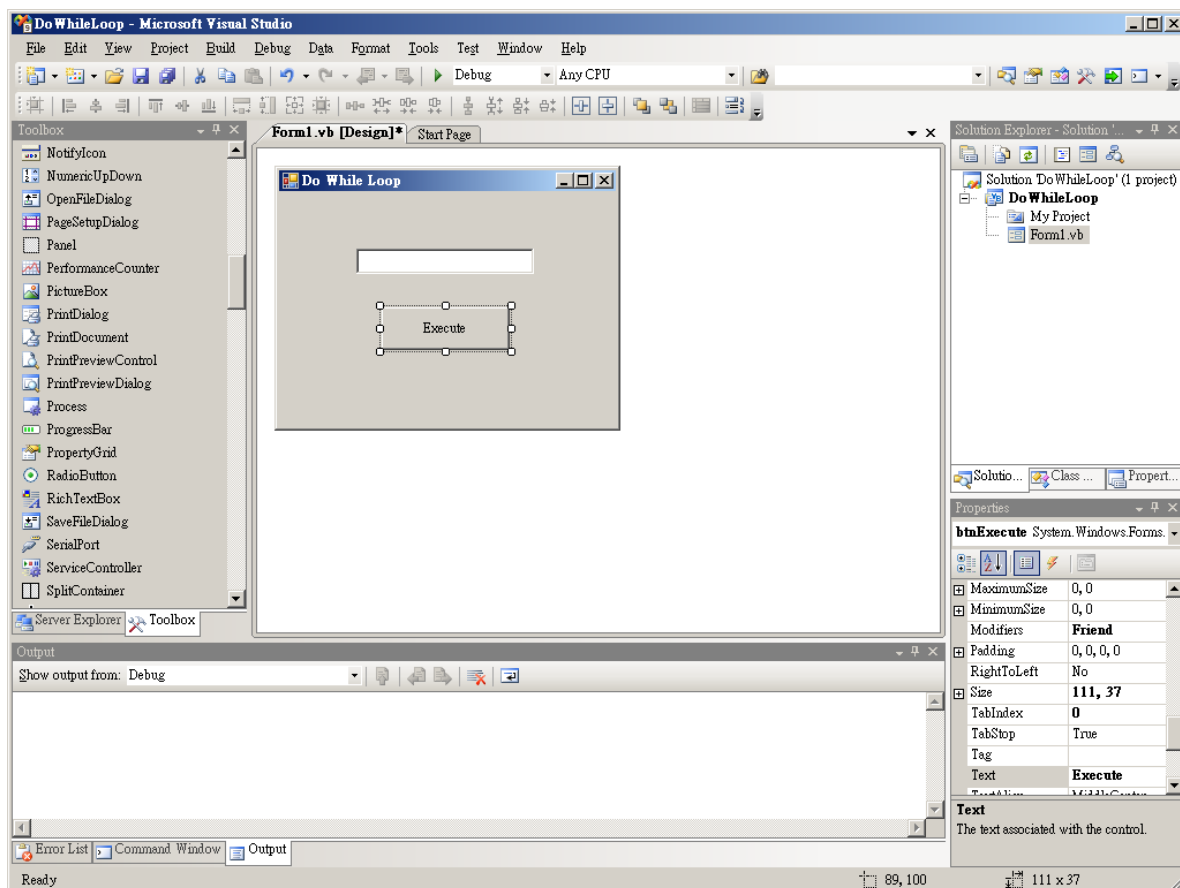 DoWhileLoop - Microsoft Visual Studio
File Edit View Project Build Debug Data Format Tools Test Window Help
Debug Any CPU
Toolbox
NotifyIcon
NumericUpDown
OpenFileDialog
PageSetupDialog
Panel
PerformanceCounter
PictureBox
PrintDialog
PrintDocument
PrintPreviewControl
PrintPreviewDialog
Process
ProgressBar
PropertyGrid
RadioButton
RichTextBox
SaveFileDialog
SerialPort
ServiceController
SplitContainer
Server Explorer Toolbox
Form1.vb [Design]* Start Page
Do While Loop
Execute
Solution Explorer - Solution '...
Solution 'DoWhileLoop' (1 project)
DoWhileLoop
My Project
Form1.vb
Solutio... Class ... Propert...
Properties
btnExecute System.Windows.Forms.
MaximumSize 0, 0
MinimumSize 0, 0
Modifiers Friend
Padding 0, 0, 0, 0
RightToLeft No
Size 111, 37
TabIndex 0
TabStop True
Tag
Text Execute
TextAlign MiddleCenter
Text
The text associated with the control.
Output
Show output from: Debug
Error List Command Window Output
Ready 89, 100 111 x 37